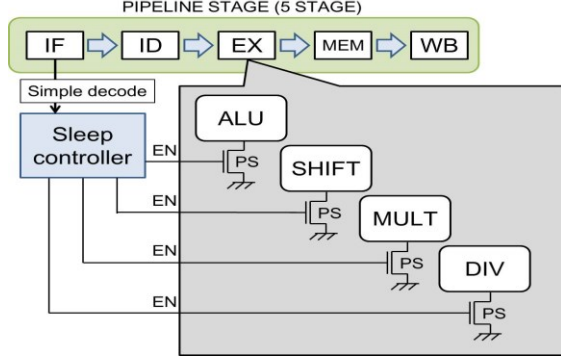 PIPELINE STAGE (5 STAGE)
IF ID EX MEM WB
Simple decode
Sleep
controller
ALU
EN PS
SHIFT
EN PS
MULT
EN PS
DIV
EN PS